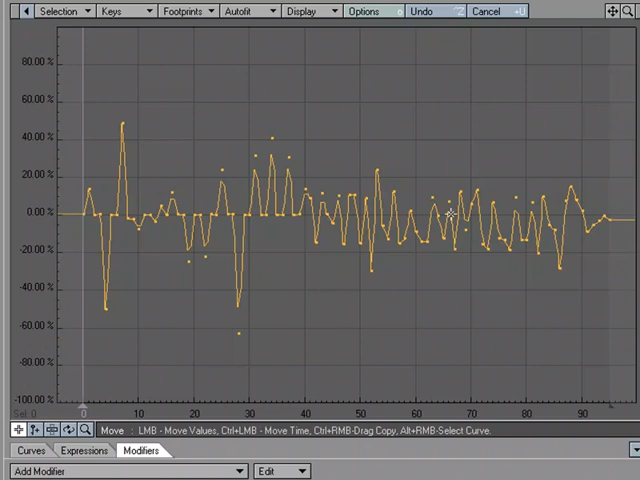 Selection Keys Footprints Autofit Display Options o Undo ^Z Cancel +U
80.00 %
60.00 %
40.00 %
20.00 %
0.00 %
-20.00 %
-40.00 %
-60.00 %
-80.00 %
-100.00 %
Sel: 0 0 10 20 30 40 50 60 70 80 90
Move : LMB - Move Values, Ctrl+LMB - Move Time, Ctrl+RMB-Drag Copy, Alt+RMB-Select Curve.
Curves Expressions Modifiers
Add Modifier Edit